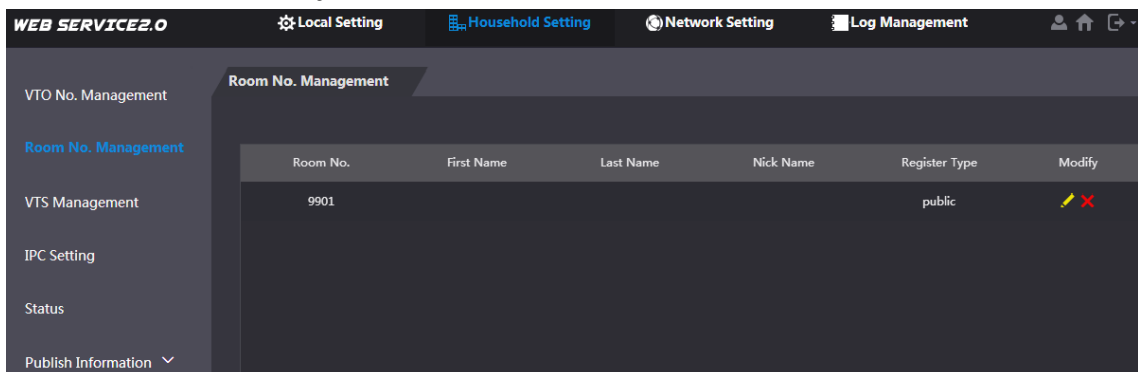 WEB SERVICE2.0 Local Setting Household Setting Network Setting Log Management
Room No. Management
VTO No. Management
Room No. Management
Room No. First Name Last Name Nick Name Register Type Modify
VTS Management
9901 public
IPC Setting
Status
Publish Information